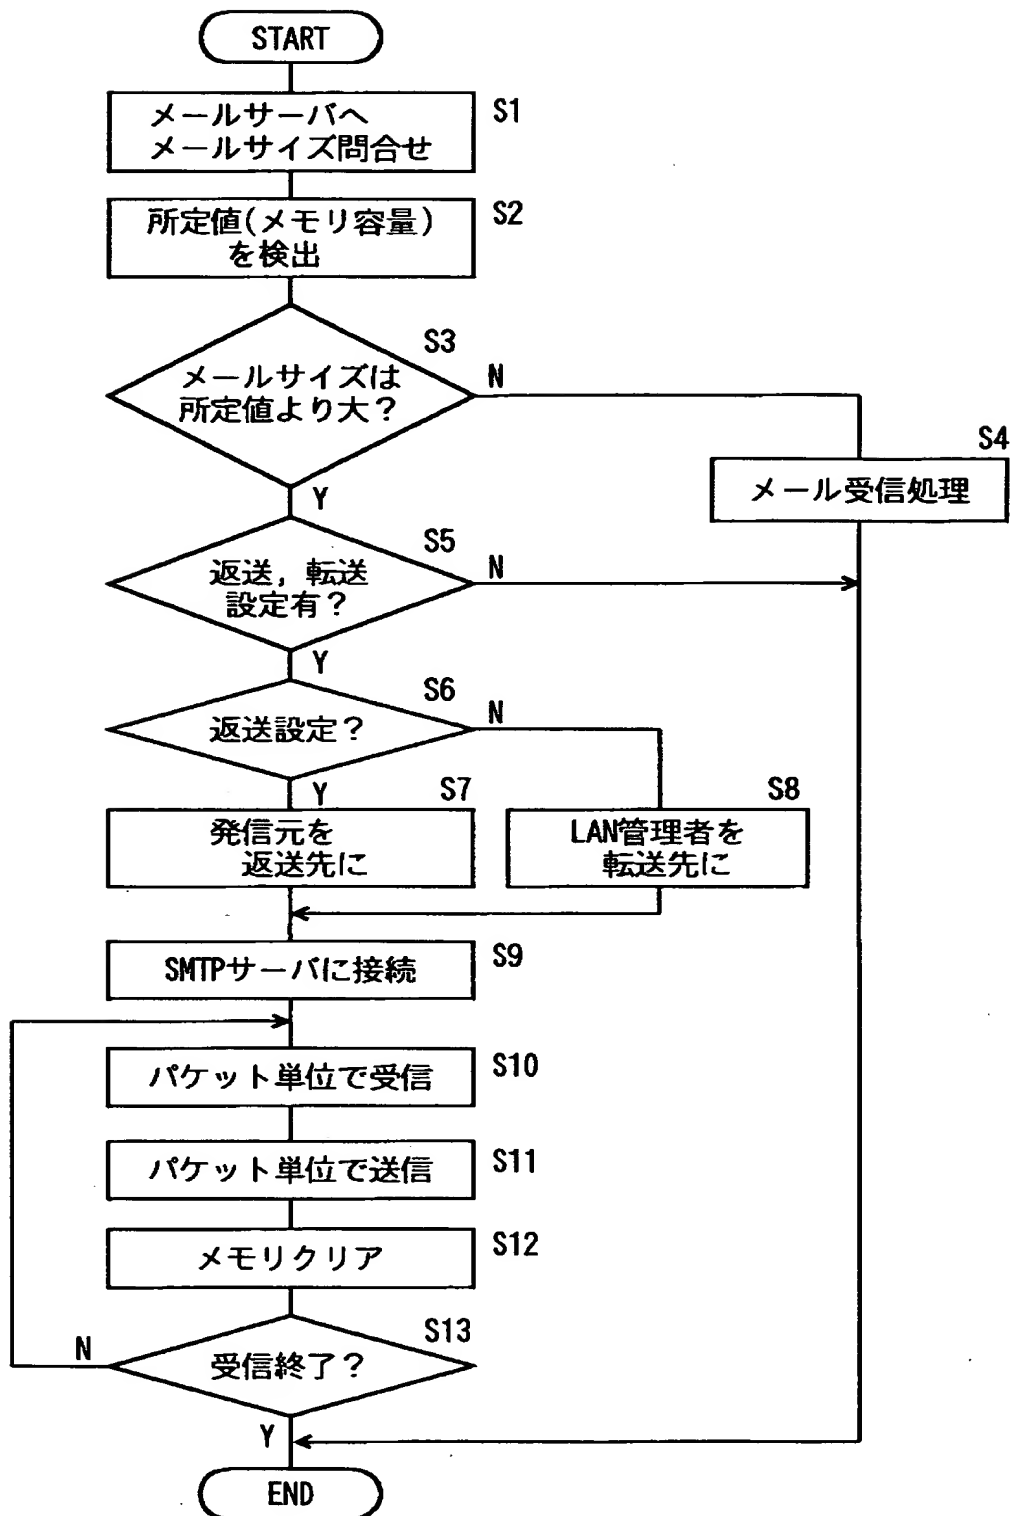 START
S1
メールサーバへ
メールサイズ問合せ
S2
所定値(メモリ容量)
を検出
S3
メールサイズは
所定値より大?
N
Y
S4
メール受信処理
S5
返送, 転送
設定有?
N
Y
S6
返送設定?
N
Y
S7
発信元を
返送先に
S8
LAN管理者を
転送先に
S9
SMTPサーバに接続
S10
パケット単位で受信
S11
パケット単位で送信
S12
メモリクリア
S13
受信終了?
N
Y
END